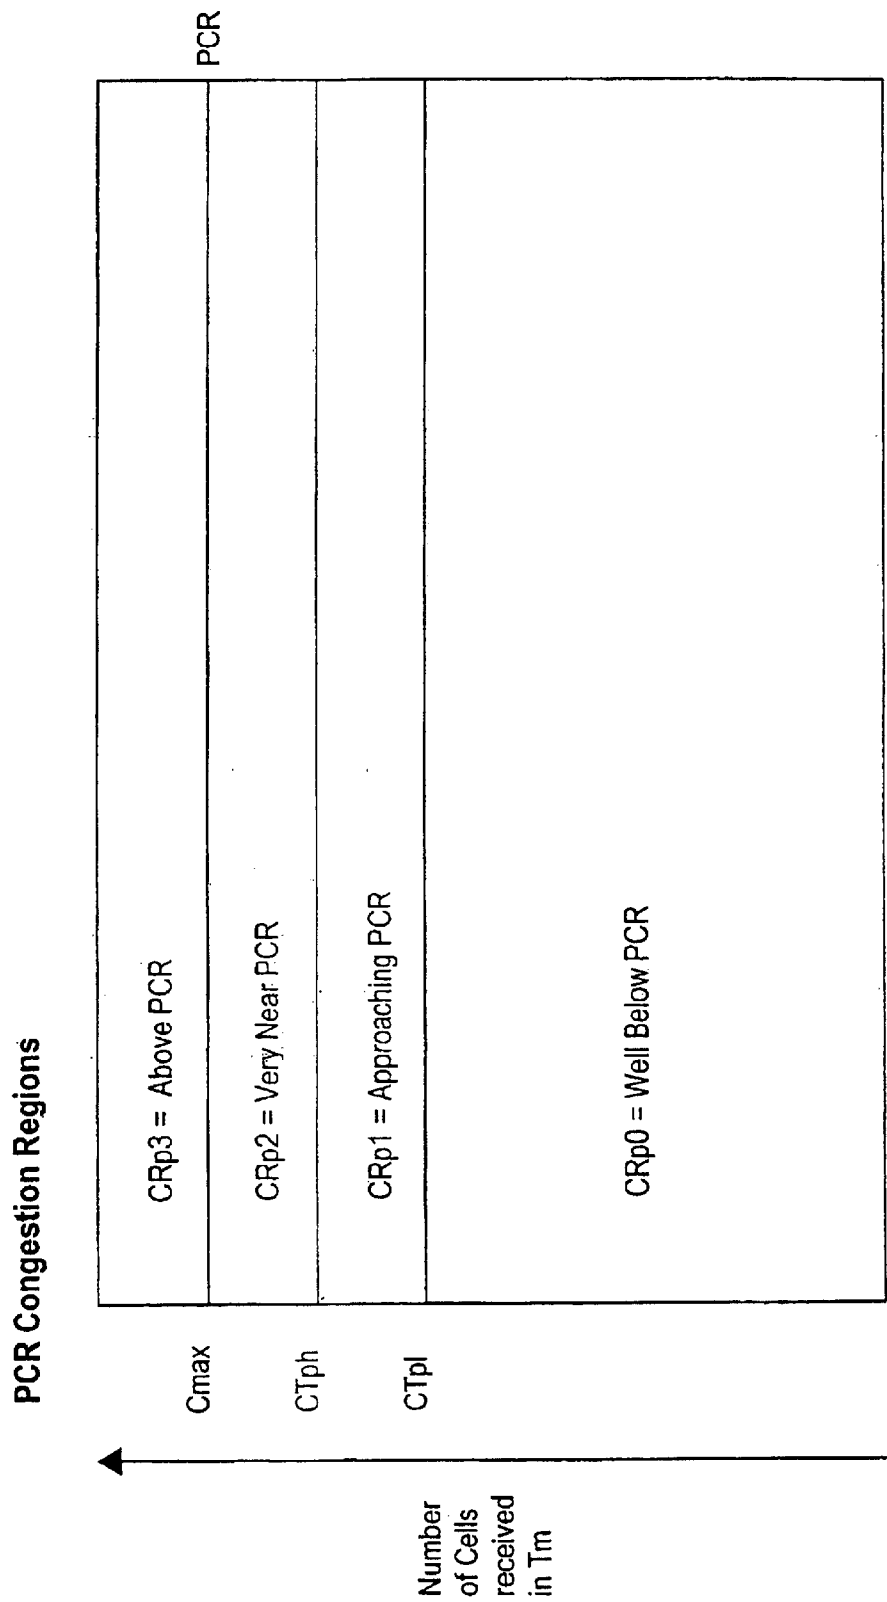 PCR Congestion Regions
Cmax
CRp3 = Above PCR
PCR
CTph
CRp2 = Very Near PCR
CTpl
CRp1 = Approaching PCR
CRp0 = Well Below PCR
Number
of Cells
received
in Tm